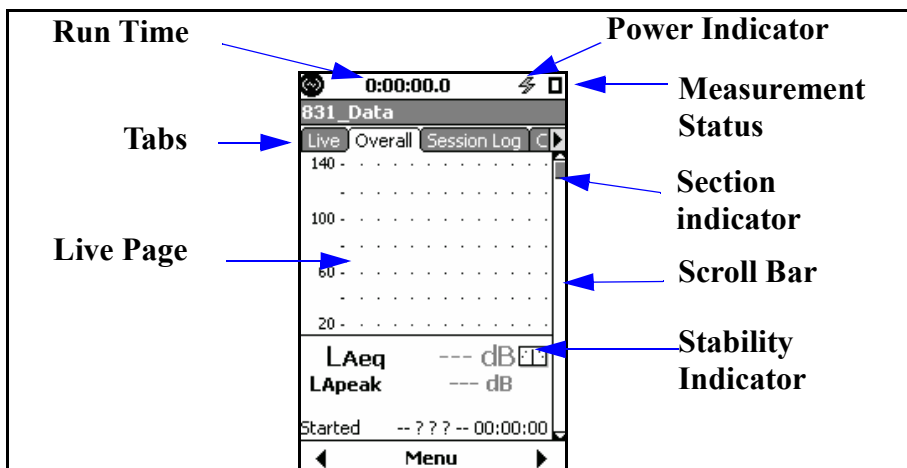 Run Time
Power Indicator
0:00:00.0
Measurement
Status
831_Data
Tabs
Live Overall Session Log C
140
Section
indicator
100
Live Page
60
Scroll Bar
20
LAeq --- dB
Stability
Indicator
LApeak --- dB
Started -- ? ? ? -- 00:00:00
Menu